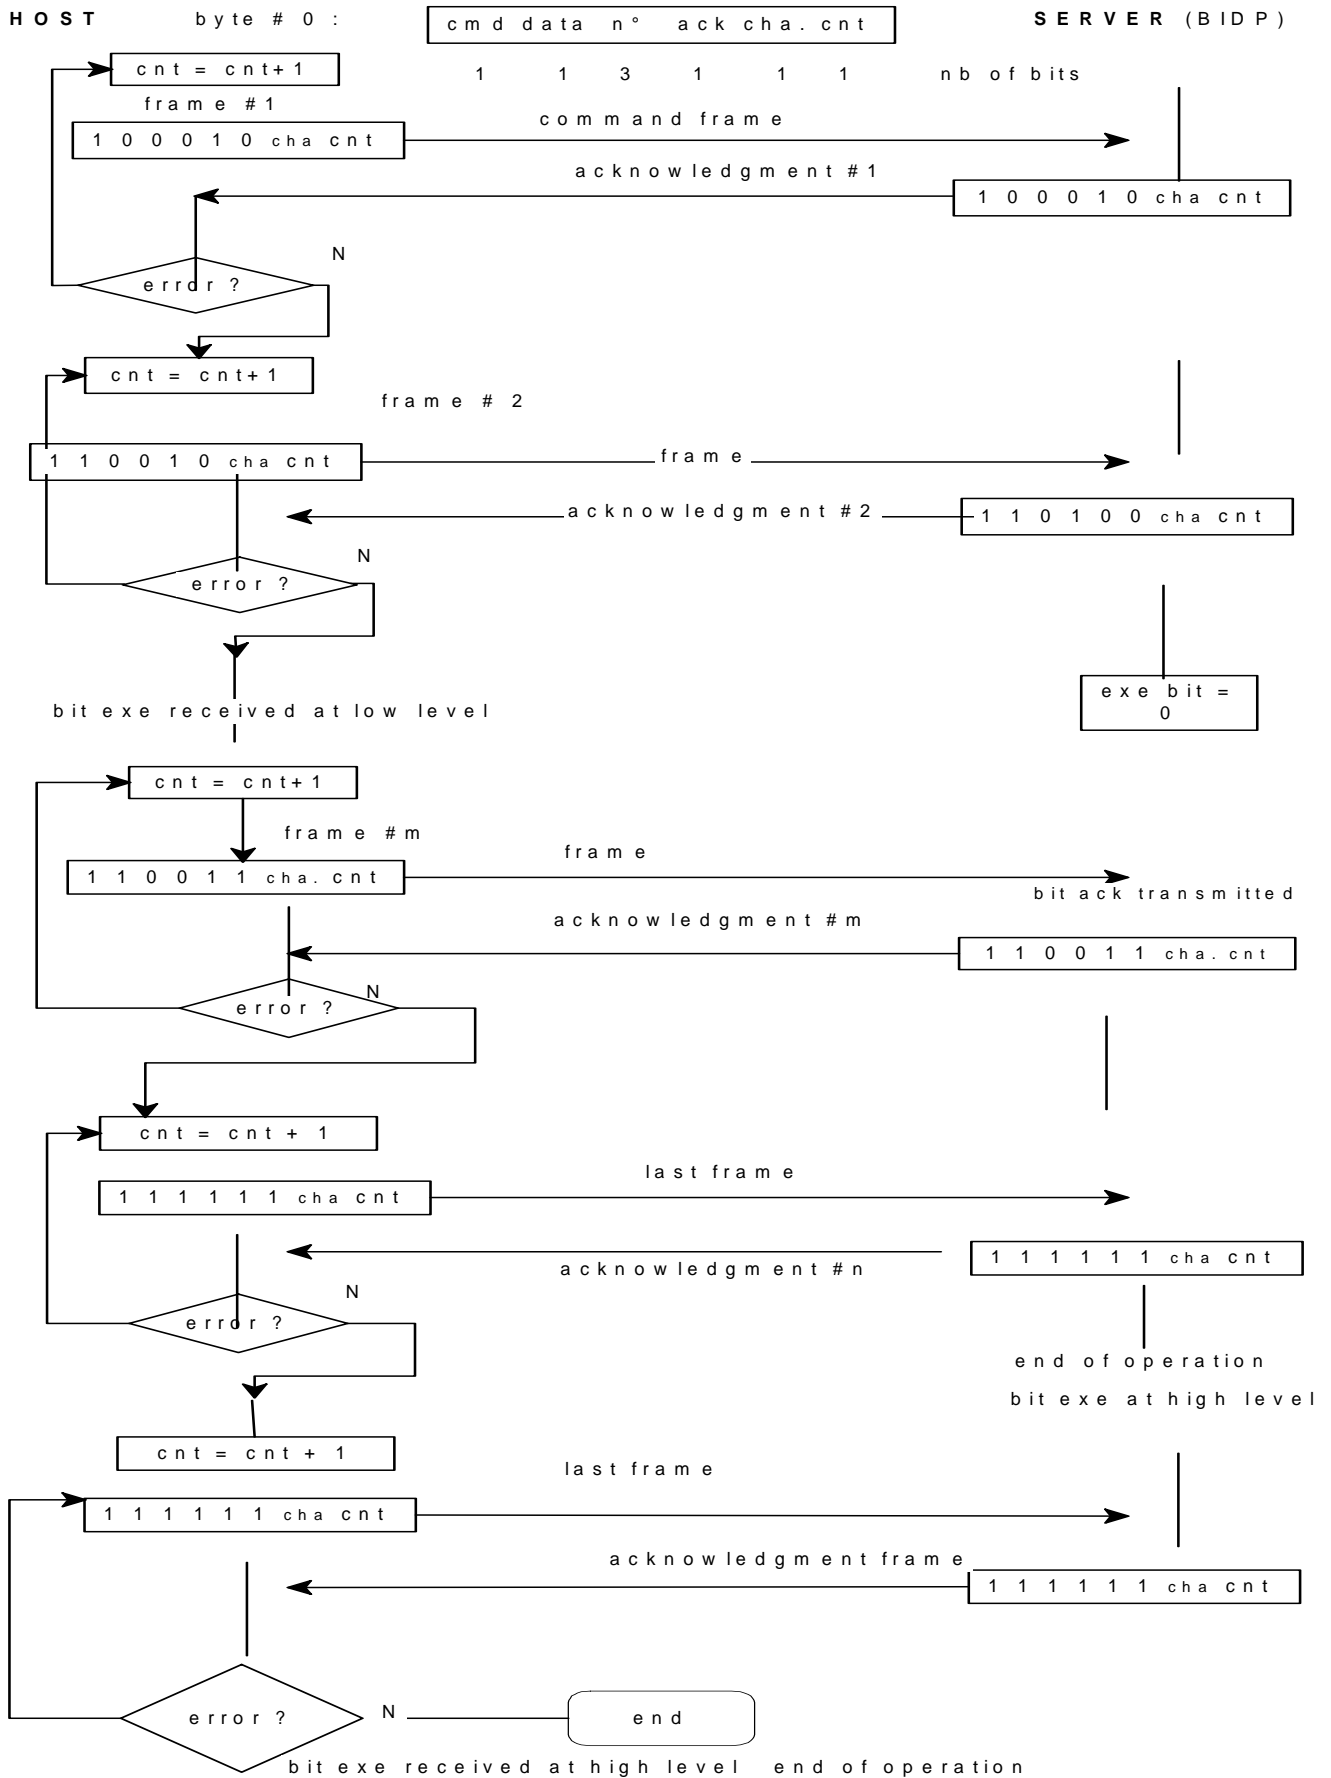 HOST byte # 0 : cmd data n° ack cha. cnt SERVER (BIDP)
cnt = cnt+1
1 1 3 1 1 1 nb of bits
frame #1
command frame
1 0 0 0 1 0 cha cnt
acknowledgment #1
1 0 0 0 1 0 cha cnt
N
error ?
cnt = cnt+1
frame # 2
1 1 0 0 1 0 cha cnt
frame
acknowledgment #2
1 1 0 1 0 0 cha cnt
N
error ?
exe bit =
0
bit exe received at low level
cnt = cnt+1
frame #m
frame
1 1 0 0 1 1 cha. cnt
bit ack transmitted
acknowledgment #m
1 1 0 0 1 1 cha. cnt
N
error ?
cnt = cnt + 1
last frame
1 1 1 1 1 1 cha cnt
1 1 1 1 1 1 cha cnt
acknowledgment #n
N
error ?
end of operation
bit exe at high level
cnt = cnt + 1
last frame
1 1 1 1 1 1 cha cnt
acknowledgment frame
1 1 1 1 1 1 cha cnt
error ?
N
end
bit exe received at high level end of operation